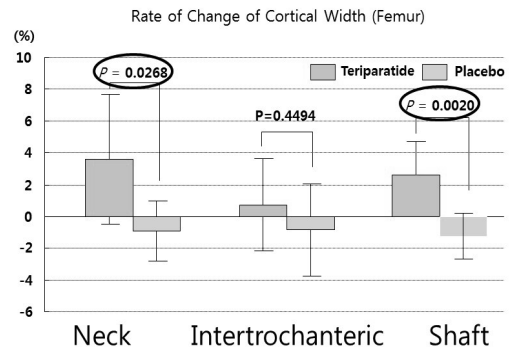 Rate of Change of Cortical Width (Femur)
(%)
10
P = 0.0268
Teriparatide
Placebo
8
P = 0.0020
6
P=0.4494
4
2
0
-2
-4
-6
Neck
Intertrochanteric
Shaft